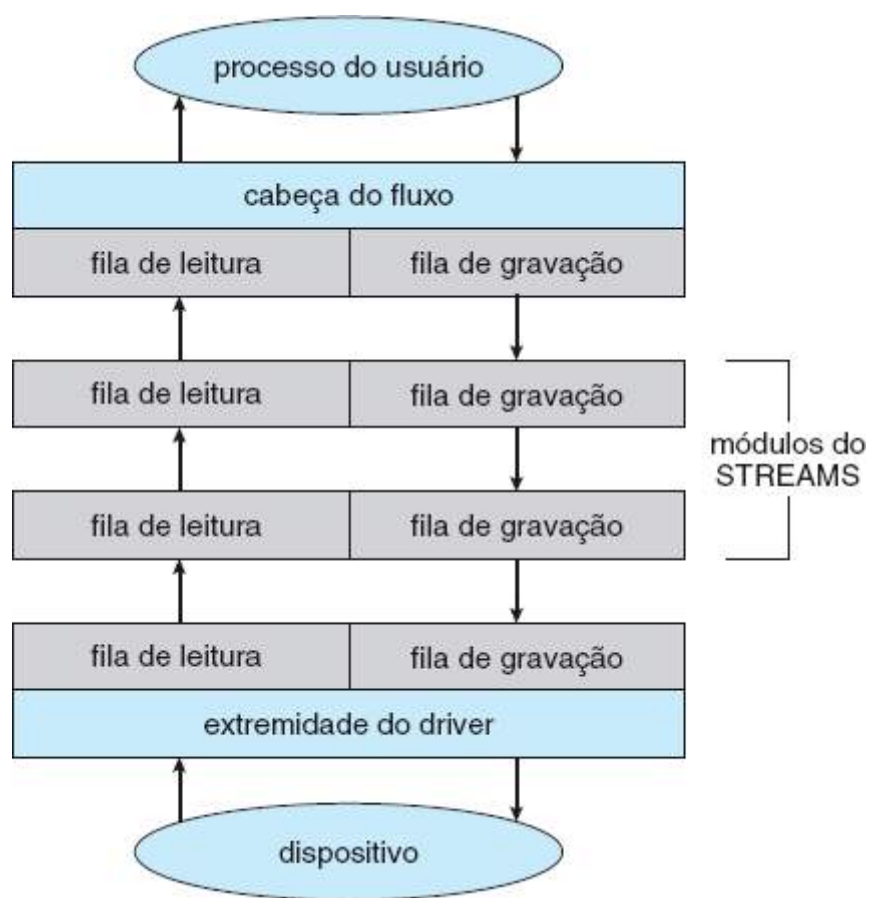 processo do usuário
cabeça do fluxo
fila de leitura
fila de gravação
fila de leitura
fila de gravação
módulos do
STREAMS
fila de leitura
fila de gravação
fila de leitura
fila de gravação
extremidade do driver
dispositivo